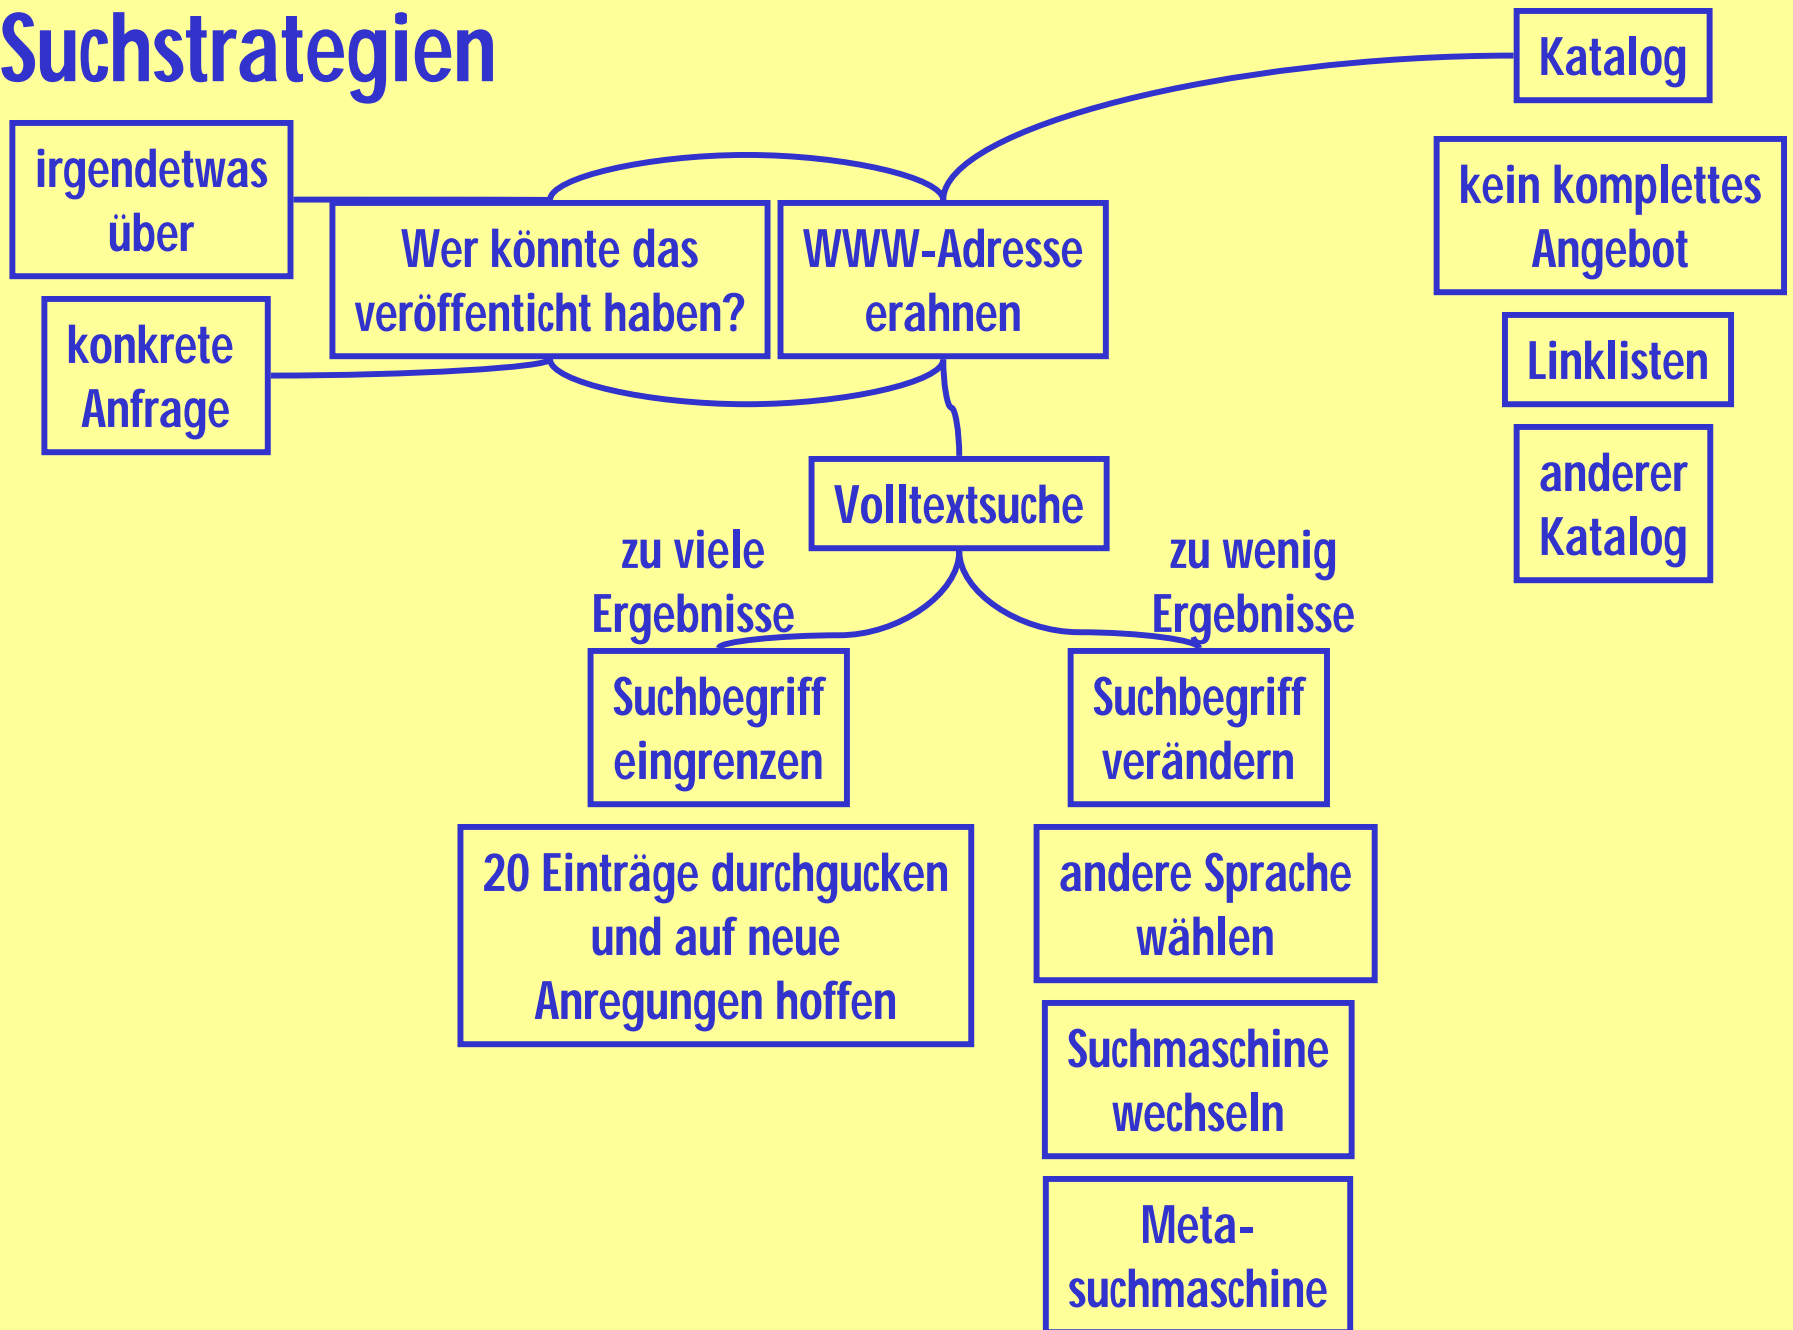 Suchstrategien
irgendetwas
über
konkrete
Anfrage
Wer könnte das
veröffenticht haben?
WWW-Adresse
erahnen
Katalog
kein komplettes
Angebot
Linklisten
anderer
Katalog
Volltextsuche
zu viele
Ergebnisse
Suchbegriff
eingrenzen
20 Einträge durchgucken
und auf neue
Anregungen hoffen
zu wenig
Ergebnisse
Suchbegriff
verändern
andere Sprache
wählen
Suchmaschine
wechseln
Meta-
suchmaschine